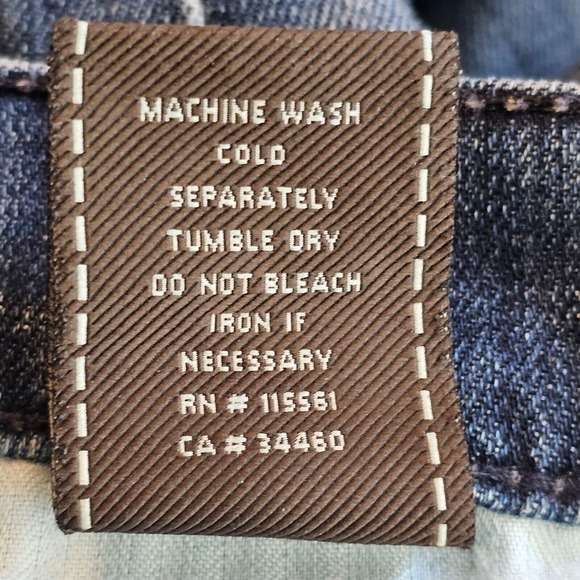 MACHINE WASH
COLD
SEPARATELY
TUMBLE DRY
DO NOT BLEACH
IRON IF
NECESSARY
RN # 115561
CA # 34460